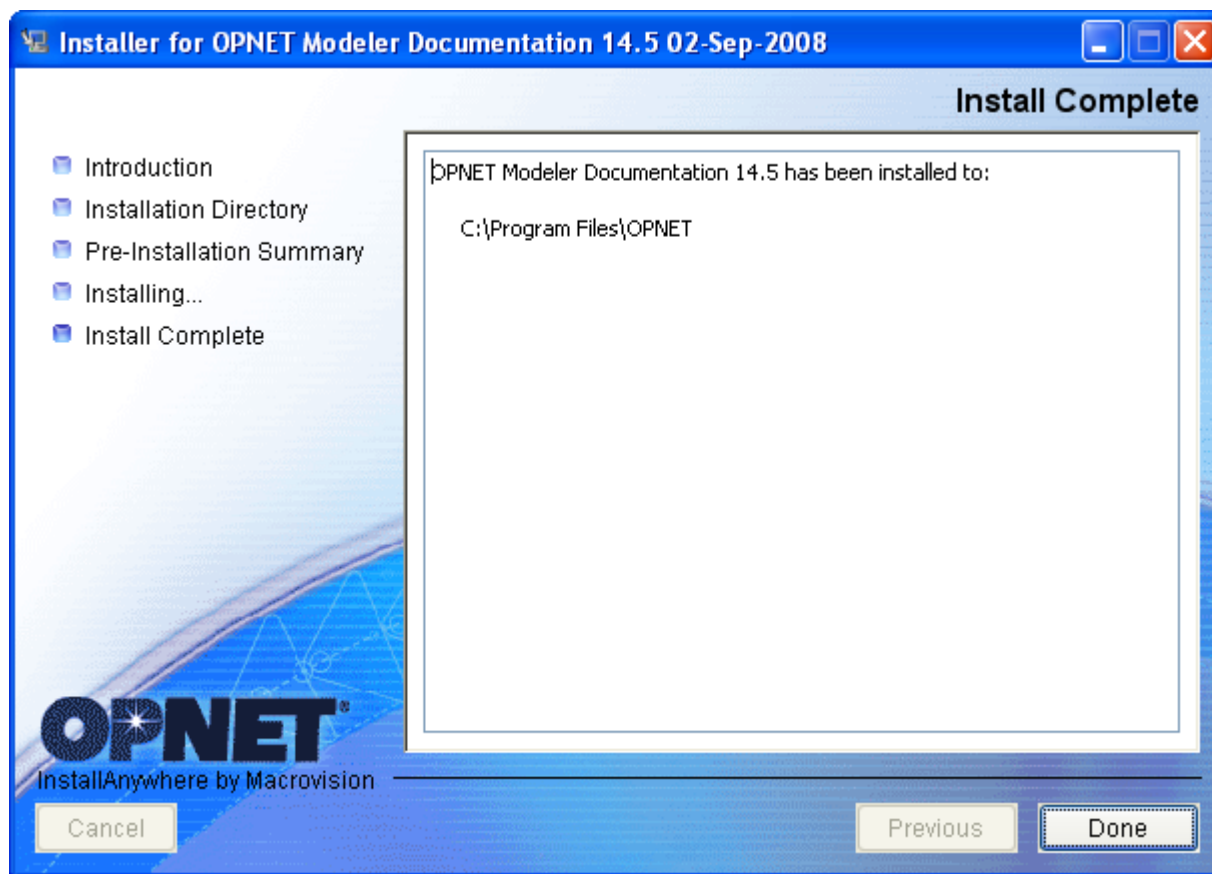 Installer for OPNET Modeler Documentation 14.5 02-Sep-2008
Install Complete
Introduction
Installation Directory
Pre-Installation Summary
Installing...
Install Complete
OPNET Modeler Documentation 14.5 has been installed to:
C:\Program Files\OPNET
OPNET®
InstallAnywhere by Macrovision
Cancel
Previous
Done